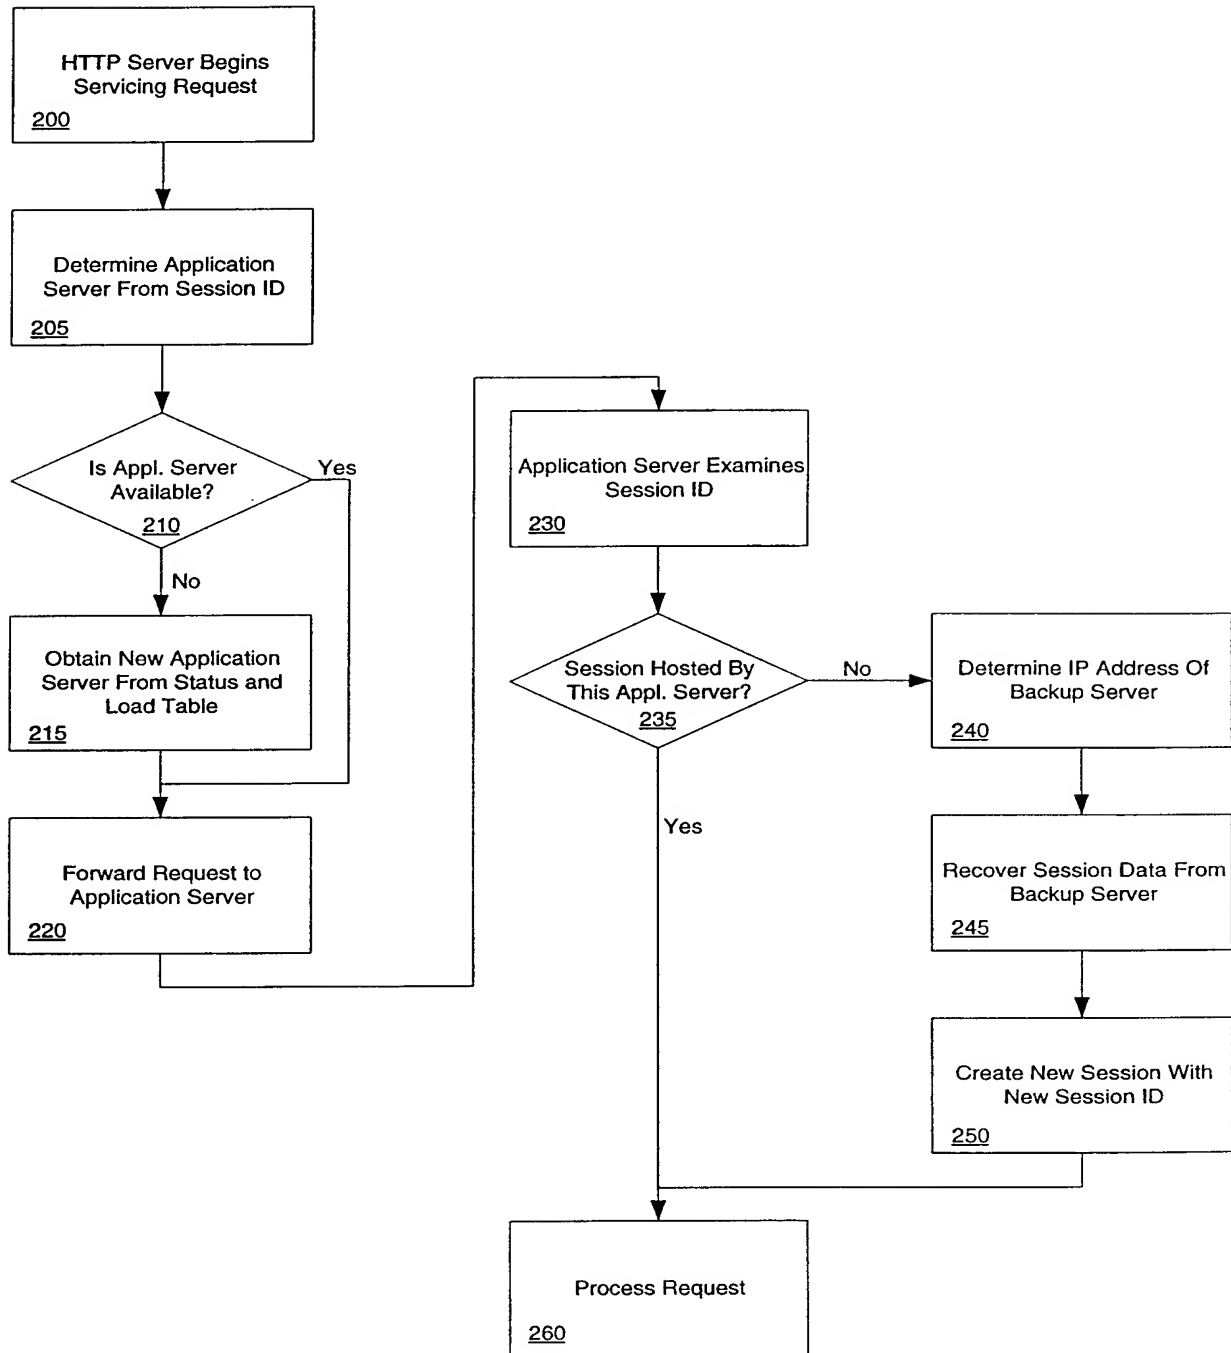 HTTP Server Begins
Servicing Request
200
Determine Application
Server From Session ID
205
Is Appl. Server
Available?
210
Yes
No
Obtain New Application
Server From Status and
Load Table
215
Forward Request to
Application Server
220
Application Server Examines
Session ID
230
Session Hosted By
This Appl. Server?
235
No
Yes
Determine IP Address Of
Backup Server
240
Recover Session Data From
Backup Server
245
Create New Session With
New Session ID
250
Process Request
260